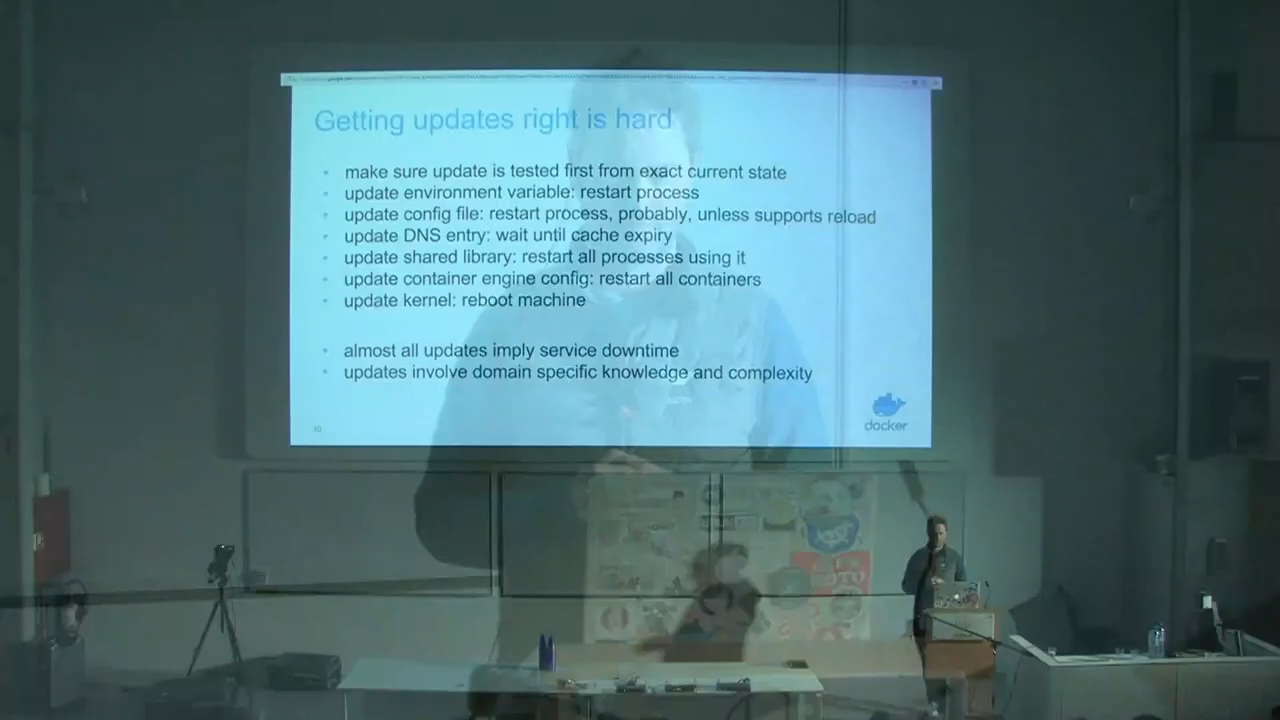 Getting updates right is hard
make sure update is tested first from exact current state
update environment variable: restart process
update config file: restart process, probably, unless supports reload
update DNS entry: wait until cache expiry
update shared library: restart all processes using it
update container engine config: restart all containers
update kernel: reboot machine
almost all updates imply service downtime
updates involve domain specific knowledge and complexity
10
docker